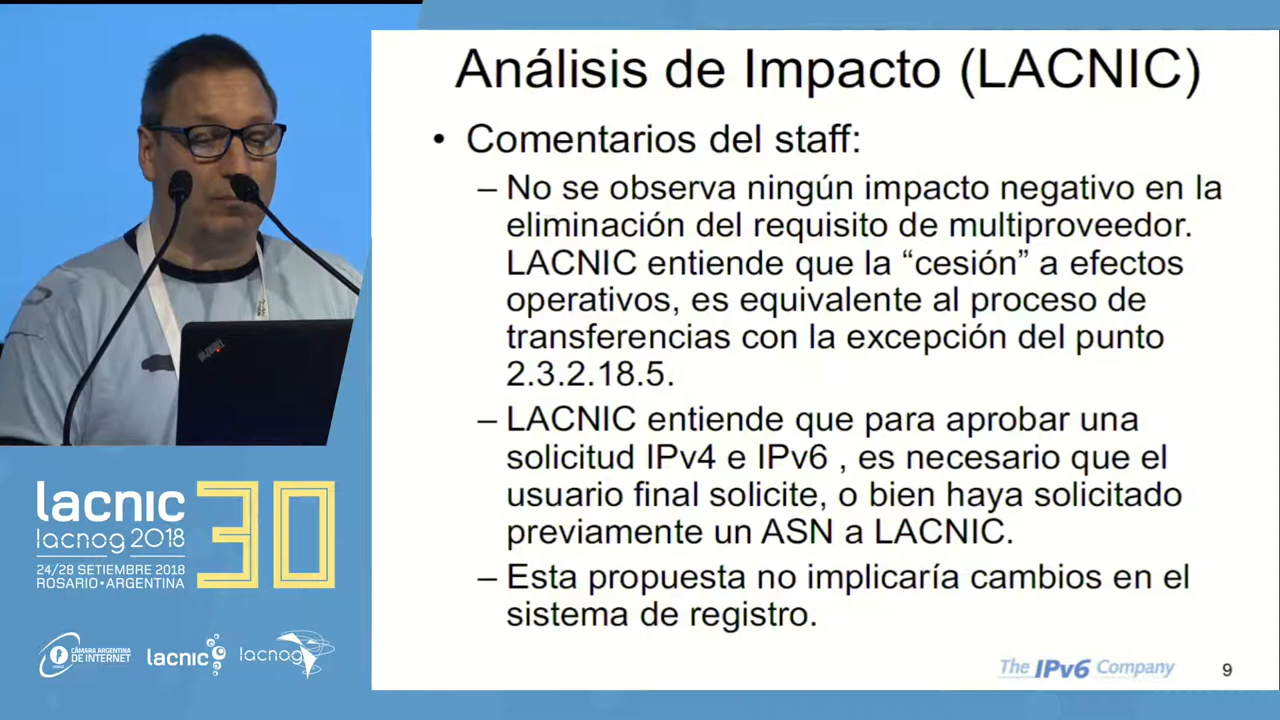 Análisis de Impacto (LACNIC)
• Comentarios del staff:
– No se observa ningún impacto negativo en la
eliminación del requisito de multiproveedor.
LACNIC entiende que la “cesión” a efectos
operativos, es equivalente al proceso de
transferencias con la excepción del punto
2.3.2.18.5.
– LACNIC entiende que para aprobar una
solicitud IPv4 e IPv6 , es necesario que el
usuario final solicite, o bien haya solicitado
previamente un ASN a LACNIC.
– Esta propuesta no implicaría cambios en el
sistema de registro.
The IPv6 Company
9
lacnic 30
lacnog 2018
24/28 SETIEMBRE 2018
ROSARIO • ARGENTINA
CÁMARA ARGENTINA
DE INTERNET
lacnic
lacnog
ThinkPad